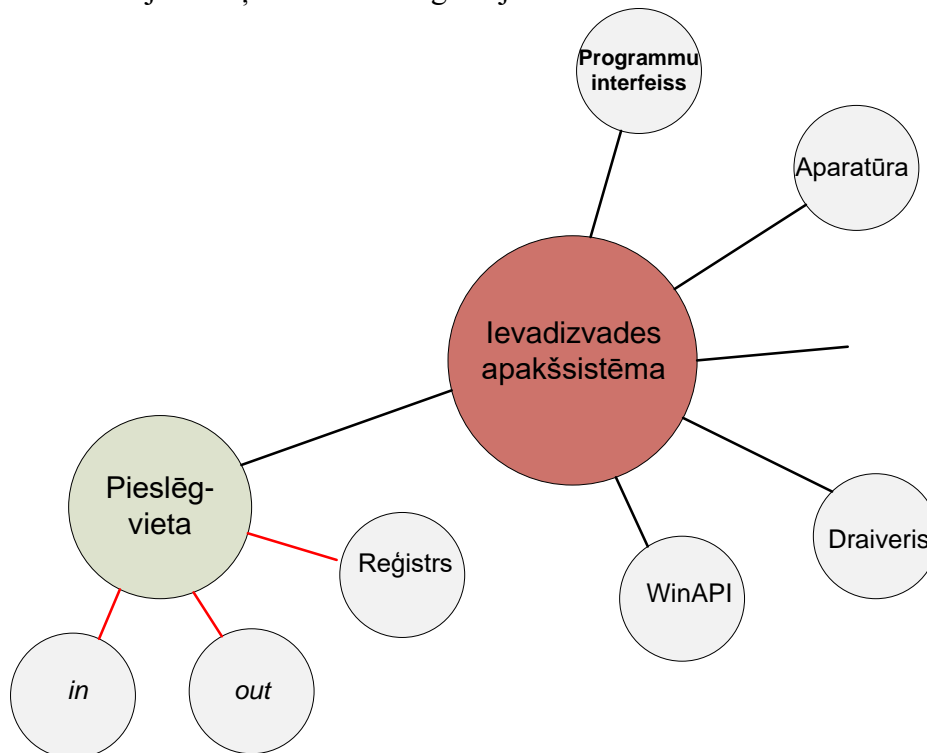 Programmu
interfeiss
Aparatūra
Ievadizvades
apakšsistēma
Pieslēg-
vieta
Reģistrs
Draiveris
WinAPI
in
out